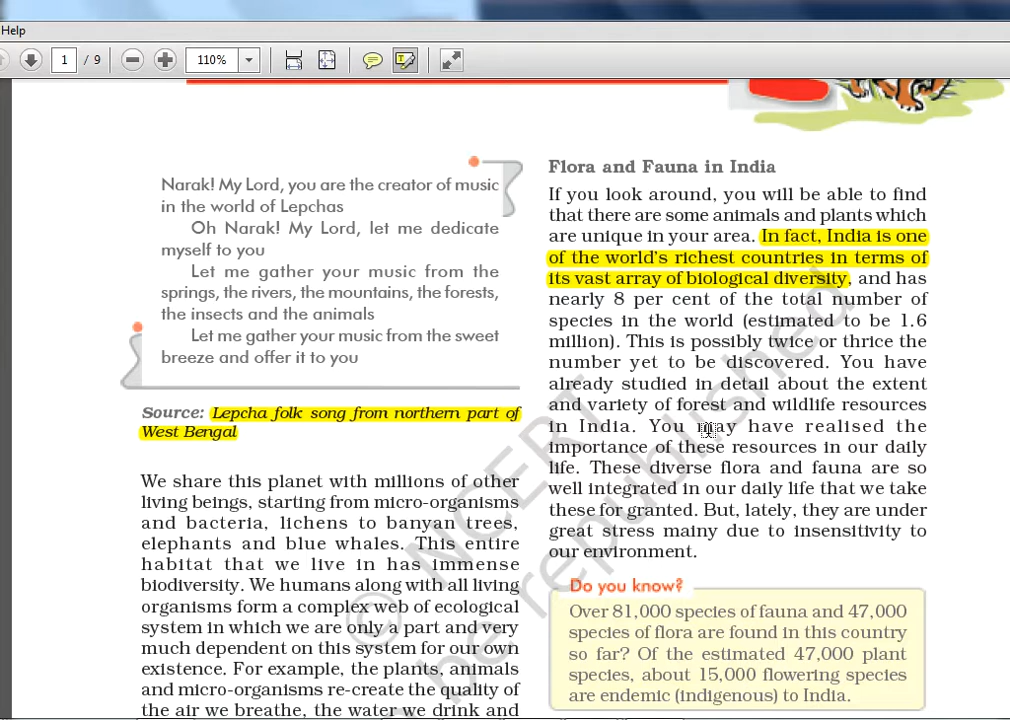 Help
1 / 9
110%
Narak! My Lord, you are the creator of music
in the world of Lepchas
Oh Narak! My Lord, let me dedicate
myself to you
Let me gather your music from the
springs, the rivers, the mountains, the forests,
the insects and the animals
Let me gather your music from the sweet
breeze and offer it to you
Source: Lepcha folk song from northern part of
West Bengal
We share this planet with millions of other
living beings, starting from micro-organisms
and bacteria, lichens to banyan trees,
elephants and blue whales. This entire
habitat that we live in has immense
biodiversity. We humans along with all living
organisms form a complex web of ecological
system in which we are only a part and very
much dependent on this system for our own
existence. For example, the plants, animals
and micro-organisms re-create the quality of
the air we breathe, the water we drink and
Flora and Fauna in India
If you look around, you will be able to find
that there are some animals and plants which
are unique in your area. In fact, India is one
of the world's richest countries in terms of
its vast array of biological diversity, and has
nearly 8 per cent of the total number of
species in the world (estimated to be 1.6
million). This is possibly twice or thrice the
number yet to be discovered. You have
already studied in detail about the extent
and variety of forest and wildlife resources
in India. You may have realised the
importance of these resources in our daily
life. These diverse flora and fauna are so
well integrated in our daily life that we take
these for granted. But, lately, they are under
great stress mainy due to insensitivity to
our environment.
Do you know?
Over 81,000 species of fauna and 47,000
species of flora are found in this country
so far? Of the estimated 47,000 plant
species, about 15,000 flowering species
are endemic (indigenous) to India.
© NCERT
be republished